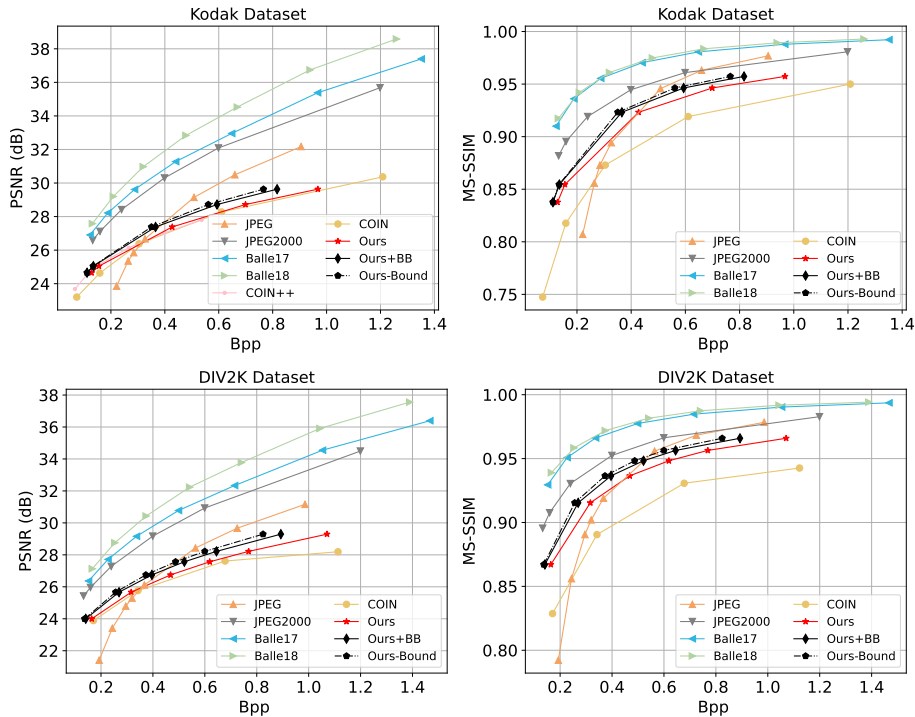 Kodak Dataset
PSNR (dB)
38
36
34
32
30
28
26
24
0.2 0.4 0.6 0.8 1.0 1.2 1.4
Bpp
JPEG
JPEG2000
Balle17
Balle18
COIN++
COIN
Ours
Ours+BB
Ours-Bound
Kodak Dataset
MS-SSIM
1.00
0.95
0.90
0.85
0.80
0.75
0.2 0.4 0.6 0.8 1.0 1.2 1.4
Bpp
JPEG
JPEG2000
Balle17
Balle18
COIN
Ours
Ours+BB
Ours-Bound
DIV2K Dataset
PSNR (dB)
38
36
34
32
30
28
26
24
22
0.2 0.4 0.6 0.8 1.0 1.2 1.4
Bpp
JPEG
JPEG2000
Balle17
Balle18
COIN
Ours
Ours+BB
Ours-Bound
DIV2K Dataset
MS-SSIM
1.00
0.95
0.90
0.85
0.80
0.2 0.4 0.6 0.8 1.0 1.2 1.4
Bpp
JPEG
JPEG2000
Balle17
Balle18
COIN
Ours
Ours+BB
Ours-Bound